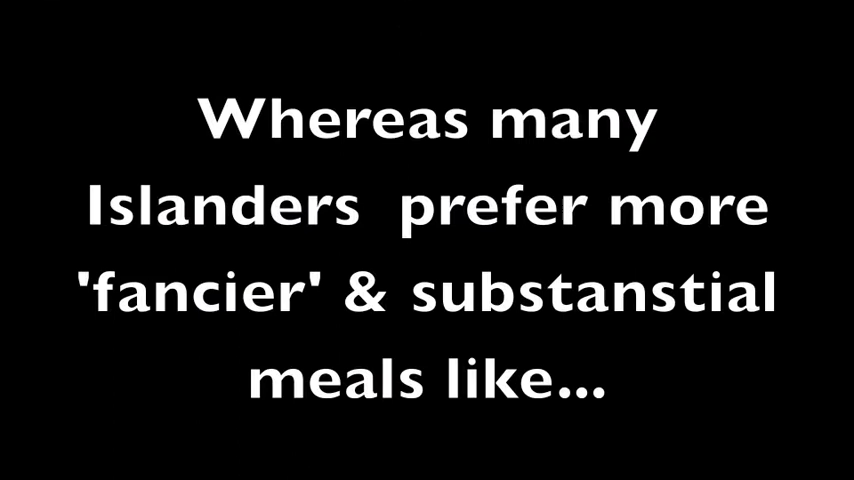 Whereas many
Islanders  prefer more
'fancier' & substanstial
meals like...